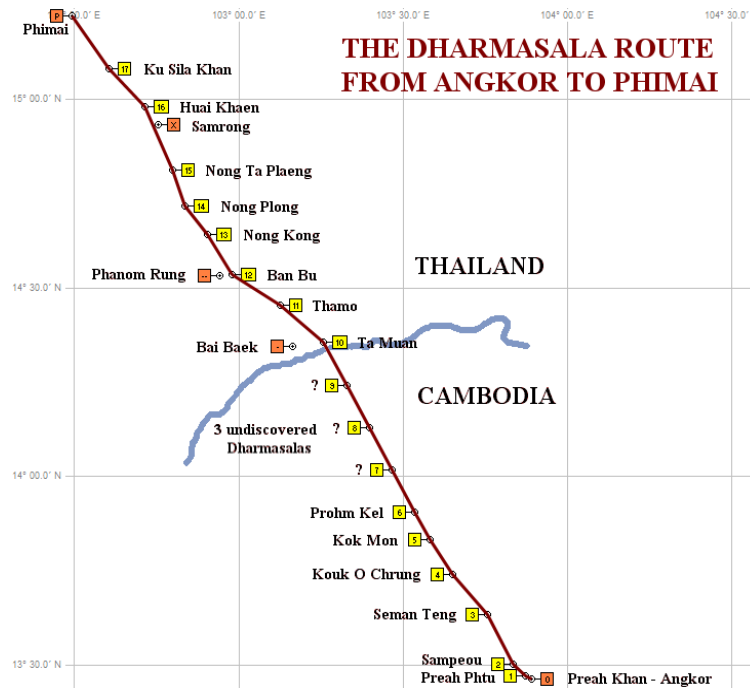 P
00.0' E
103° 00.0' E
103° 30.0' E
104° 00.0' E
104° 30.0'
Phimai
THE DHARMASALA ROUTE
FROM ANGKOR TO PHIMAI
17 Ku Sila Khan
15° 00.0' N
16 Huai Khaen
X Samrong
15 Nong Ta Plaeng
14 Nong Plong
13 Nong Kong
THAILAND
Phanom Rung --
12 Ban Bu
14° 30.0' N
11 Thamo
Bai Baek -
10 Ta Muan
? 9
CAMBODIA
3 undiscovered
Dharmasalas
? 8
? 7
14° 00.0' N
Prohm Kel 6
Kok Mon 5
Kouk O Chrung 4
Seman Teng 3
13° 30.0' N
Sampeou 2
Preah Phtu 1
0 Preah Khan - Angkor